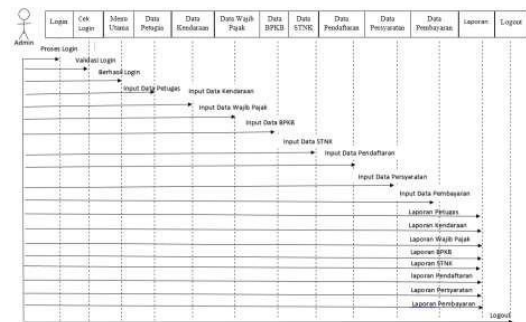 Login
Cek
Login
Menu
Utama
Data
Petugas
Data
Kendaraan
Data Wajib
Pajak
Data
BPKB
Data
STNK
Data
Pendaftaran
Data
Persyaratan
Data
Pembayaran
Laporan
Logout
Admin
Proses Login
Validasi Login
Berhasil Login
Input Data Petugas
Input Data Kendaraan
Input Data Wajib Pajak
Input Data BPKB
Input Data STNK
Input Data Pendaftaran
Input Data Persyaratan
Input Data Pembayaran
Laporan Petugas
Laporan Kendaraan
Laporan Wajib Pajak
Laporan BPKB
Laporan STNK
laporan Pendaftaran
Laporan Persyaratan
Laporan Pembayaran
Logout